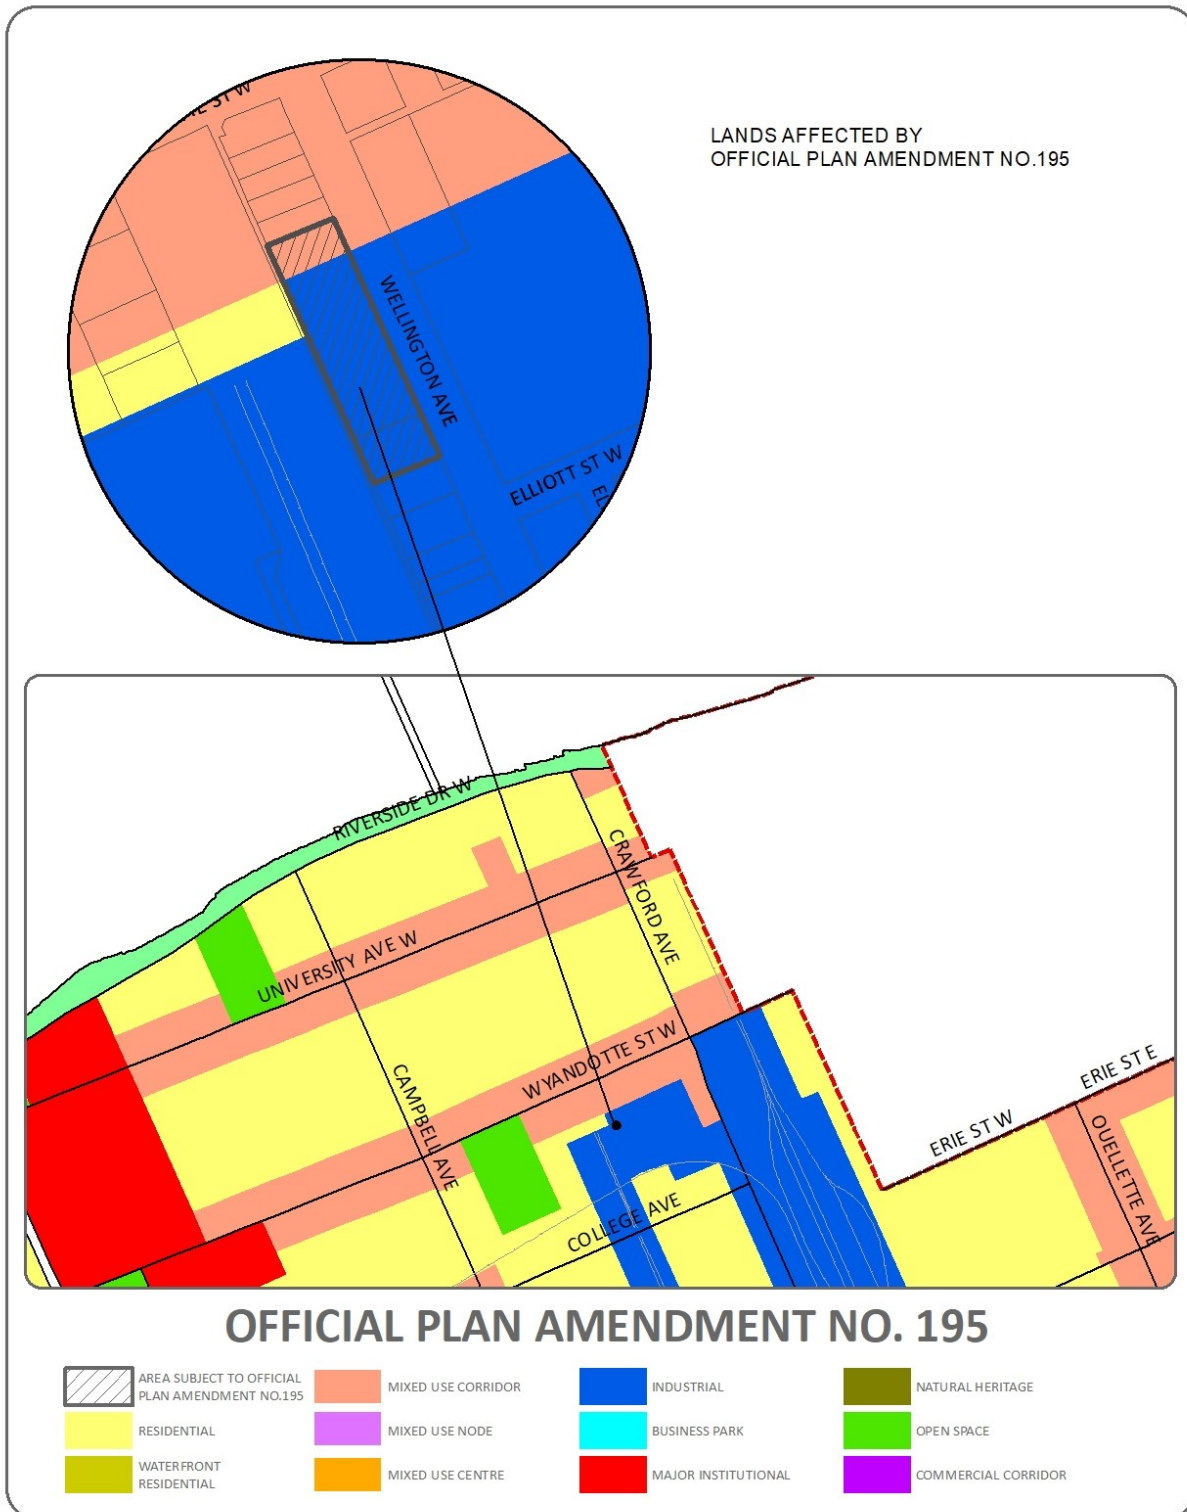 LANDS AFFECTED BY
OFFICIAL PLAN AMENDMENT NO.195
ST W
WELLINGTON AVE
ELLIOTT ST W
RIVERSIDE DR W
CRAWFORD AVE
UNIVERSITY AVE W
WYANDOTTE ST W
CAMPBELL AVE
COLLEGE AVE
ERIE ST E
ERIE ST W
OUELLETTE AVE
OFFICIAL PLAN AMENDMENT NO. 195
AREA SUBJECT TO OFFICIAL
PLAN AMENDMENT NO.195
MIXED USE CORRIDOR
INDUSTRIAL
NATURAL HERITAGE
RESIDENTIAL
MIXED USE NODE
BUSINESS PARK
OPEN SPACE
WATERFRONT
RESIDENTIAL
MIXED USE CENTRE
MAJOR INSTITUTIONAL
COMMERCIAL CORRIDOR